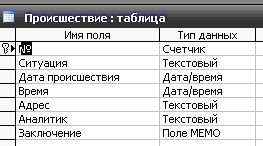 Происшествие : таблица
Имя поля Тип данных
№ Счетчик
Ситуация Текстовый
Дата происшествия Дата/время
Время Дата/время
Адрес Текстовый
Аналитик Текстовый
Заключение Поле МЕМО